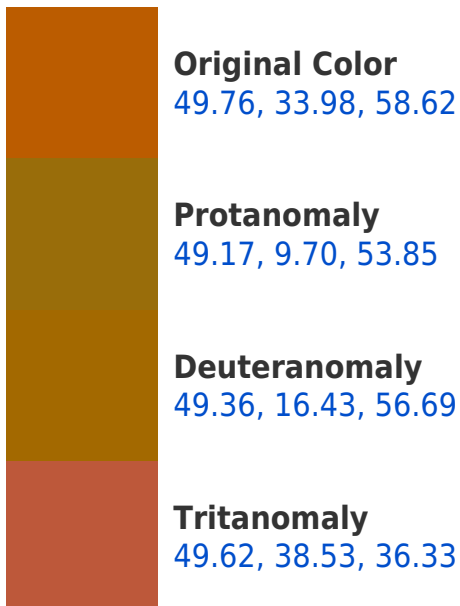 Original Color
49.76, 33.98, 58.62
Protanomaly
49.17, 9.70, 53.85
Deuteranomaly
49.36, 16.43, 56.69
Tritanomaly
49.62, 38.53, 36.33